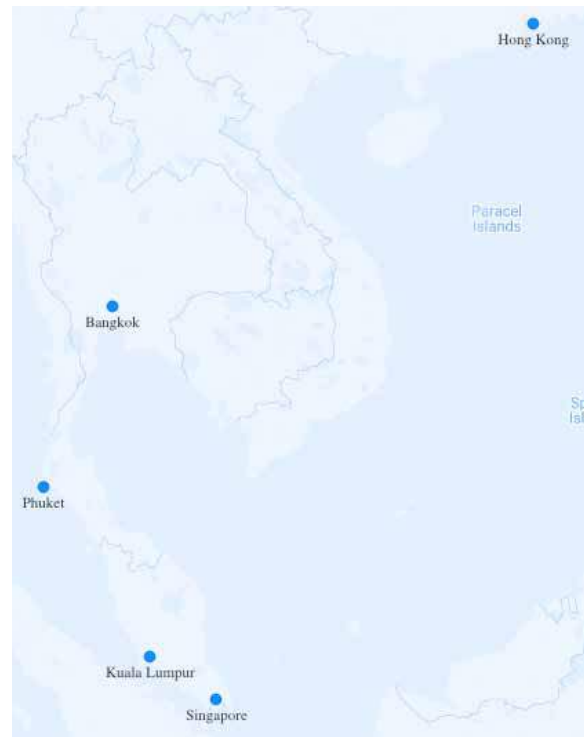 Hong Kong
Paracel
Islands
Bangkok
Phuket
Kuala Lumpur
Singapore